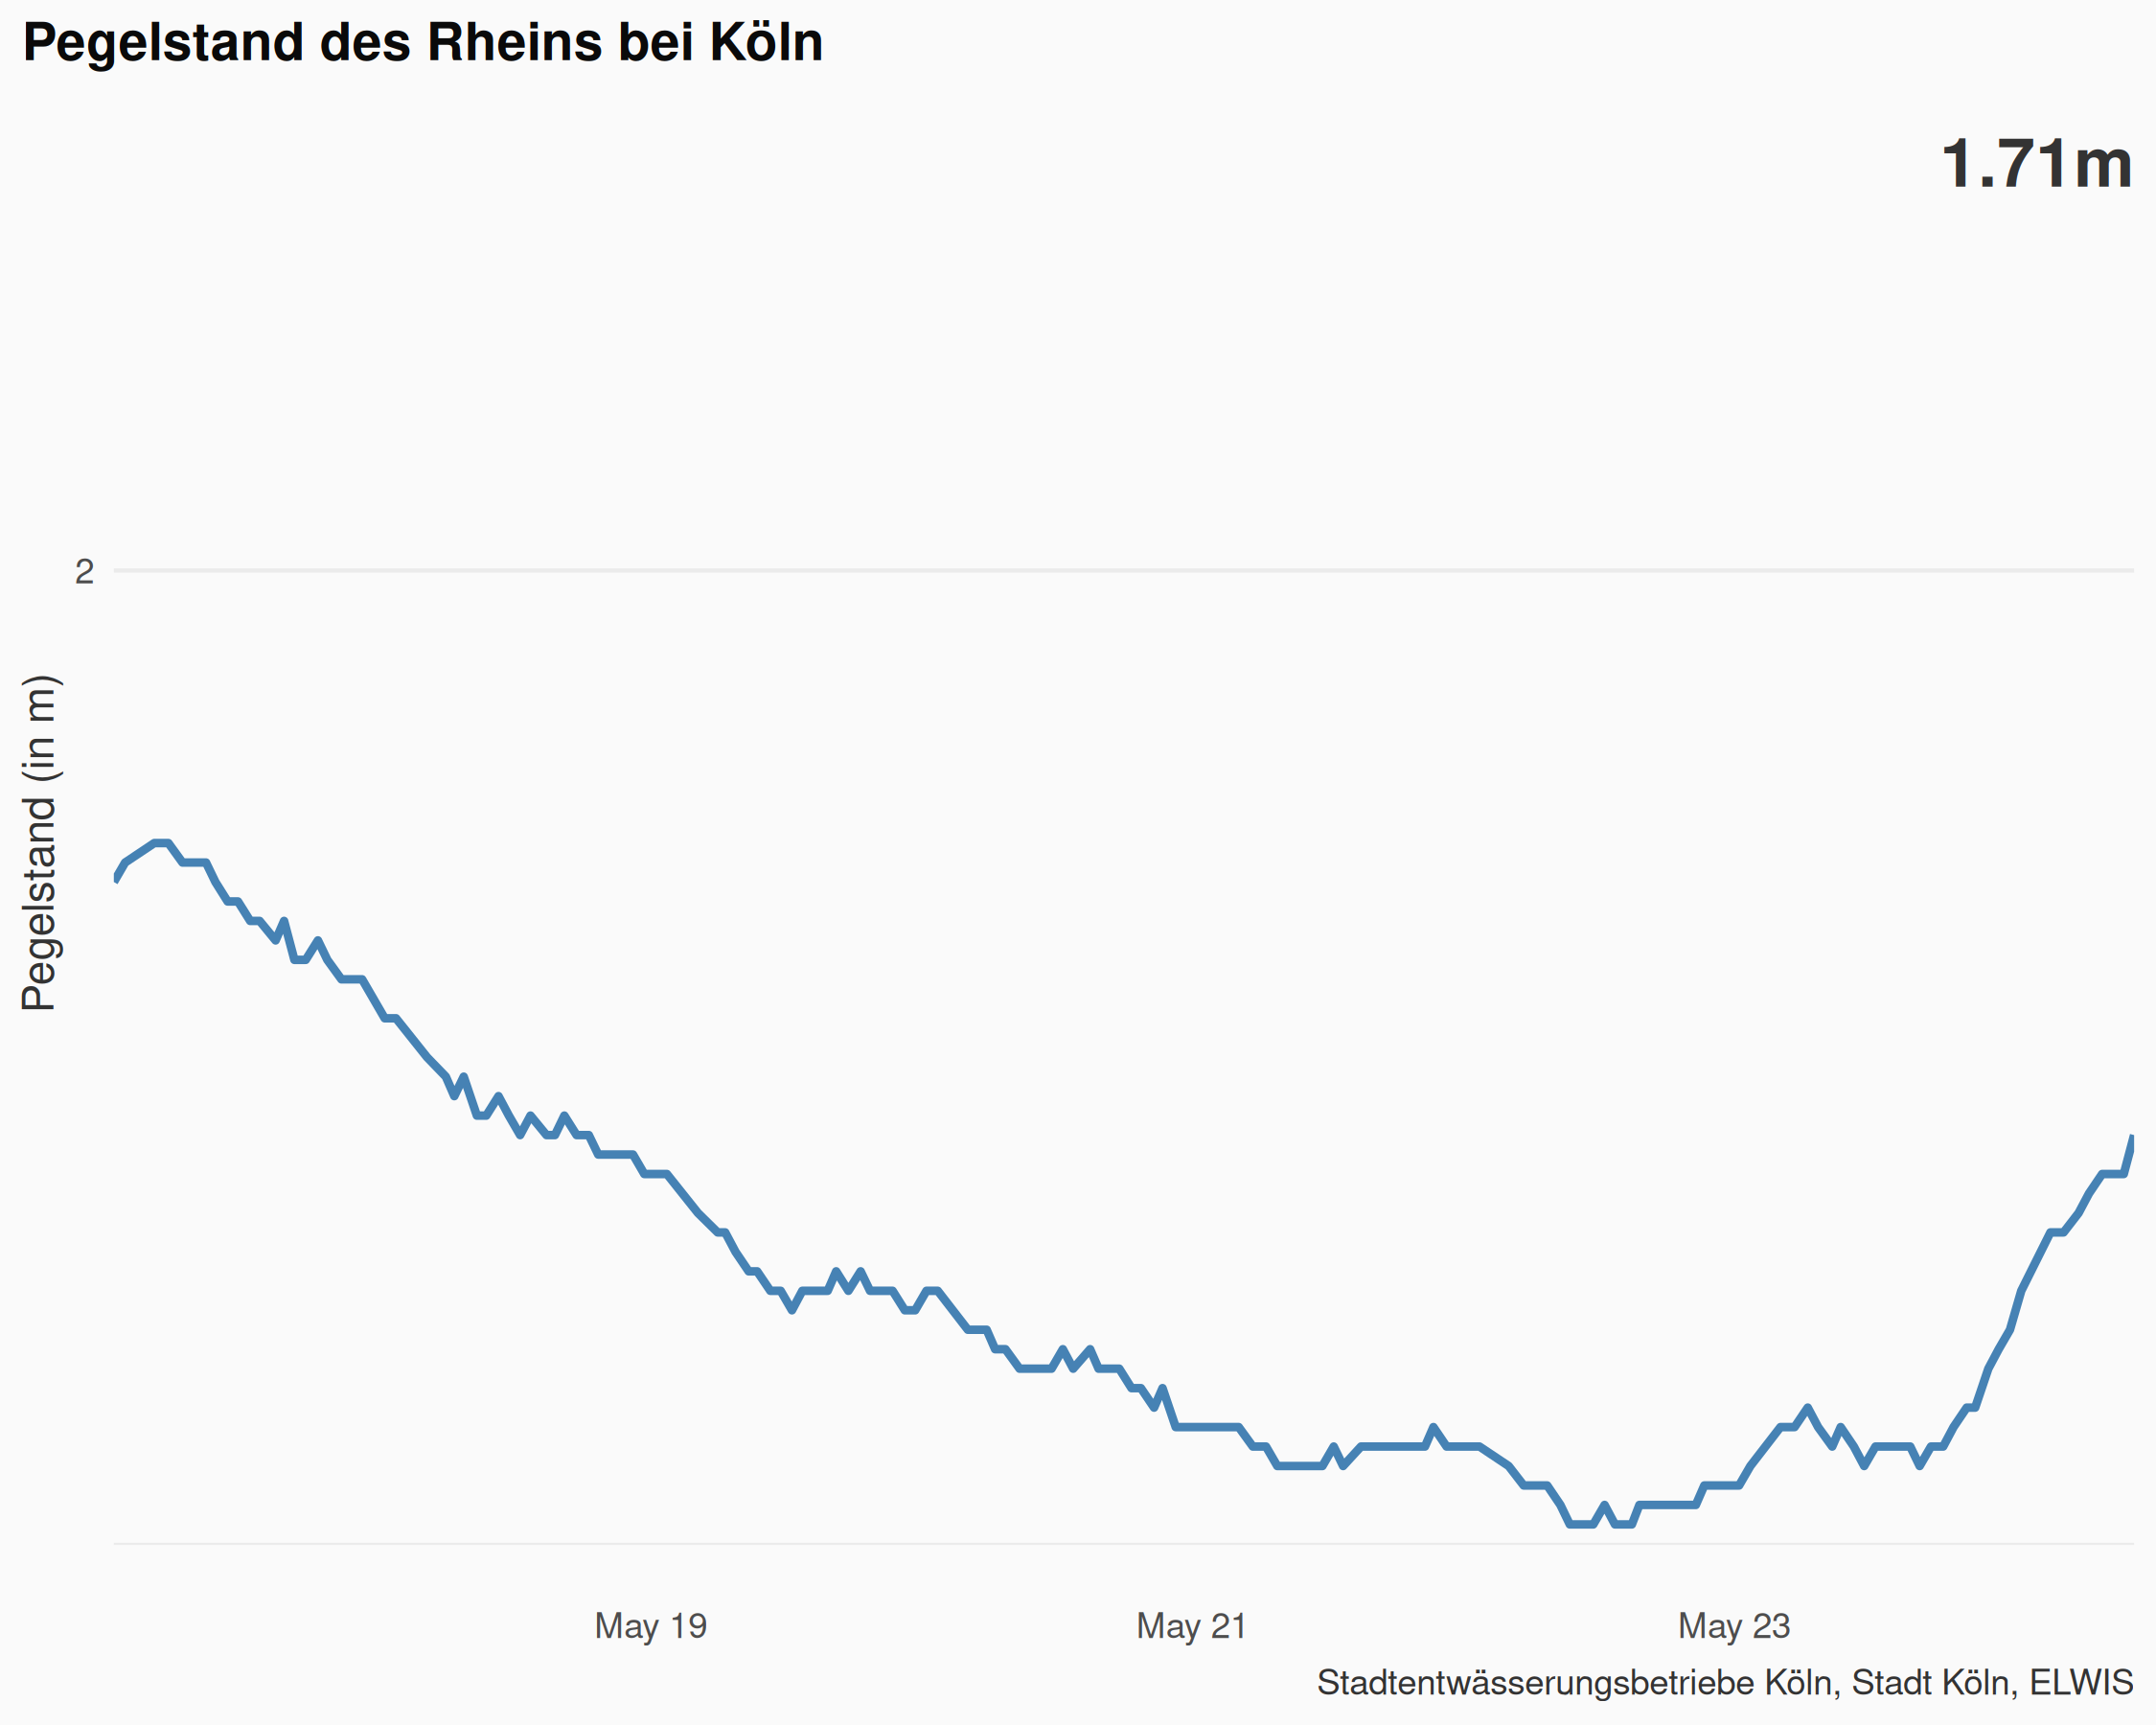 Pegelstand des Rheins bei Köln
1.71m
2
Pegelstand (in m)
May 19
May 21
May 23
Stadtentwässerungsbetriebe Köln, Stadt Köln, ELWIS